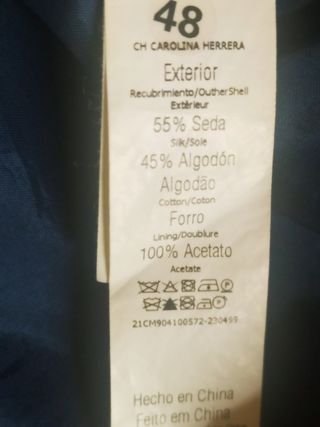 48
CH CAROLINA HERRERA
Exterior
Recubrimiento/OutherShell
Extérieur
55% Seda
Silk/Soie
45% Algodón
Algodão
Cotton/Coton
Forro
Lining/Doublure
100% Acetato
Acetate
21CM904100572-230499
Hecho en China
Feito em China